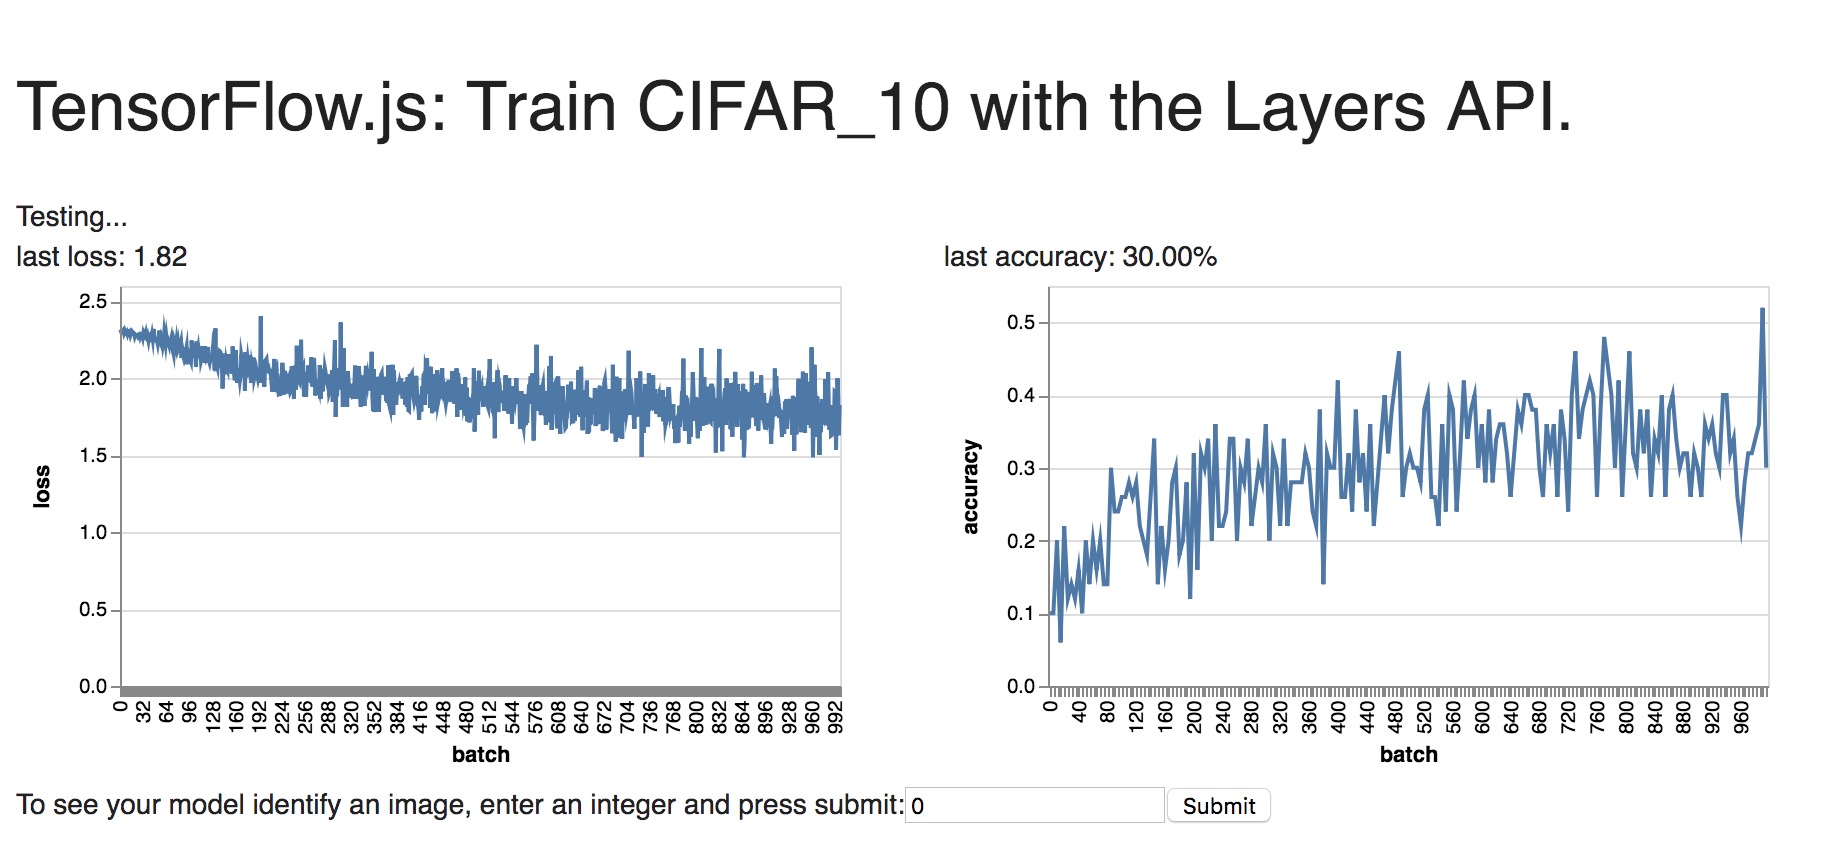 TensorFlow.js: Train CIFAR_10 with the Layers API.
Testing...
last loss: 1.82
last accuracy: 30.00%
2.5
2.0
1.5
1.0
0.5
0.0
loss
0 32 64 96 128 160 192 224 256 288 320 352 384 416 448 480 512 544 576 608 640 672 704 736 768 800 832 864 896 928 960 992
batch
0.5
0.4
0.3
0.2
0.1
0.0
accuracy
0 40 80 120 160 200 240 280 320 360 400 440 480 520 560 600 640 680 720 760 800 840 880 920 960
batch
To see your model identify an image, enter an integer and press submit: 0 Submit